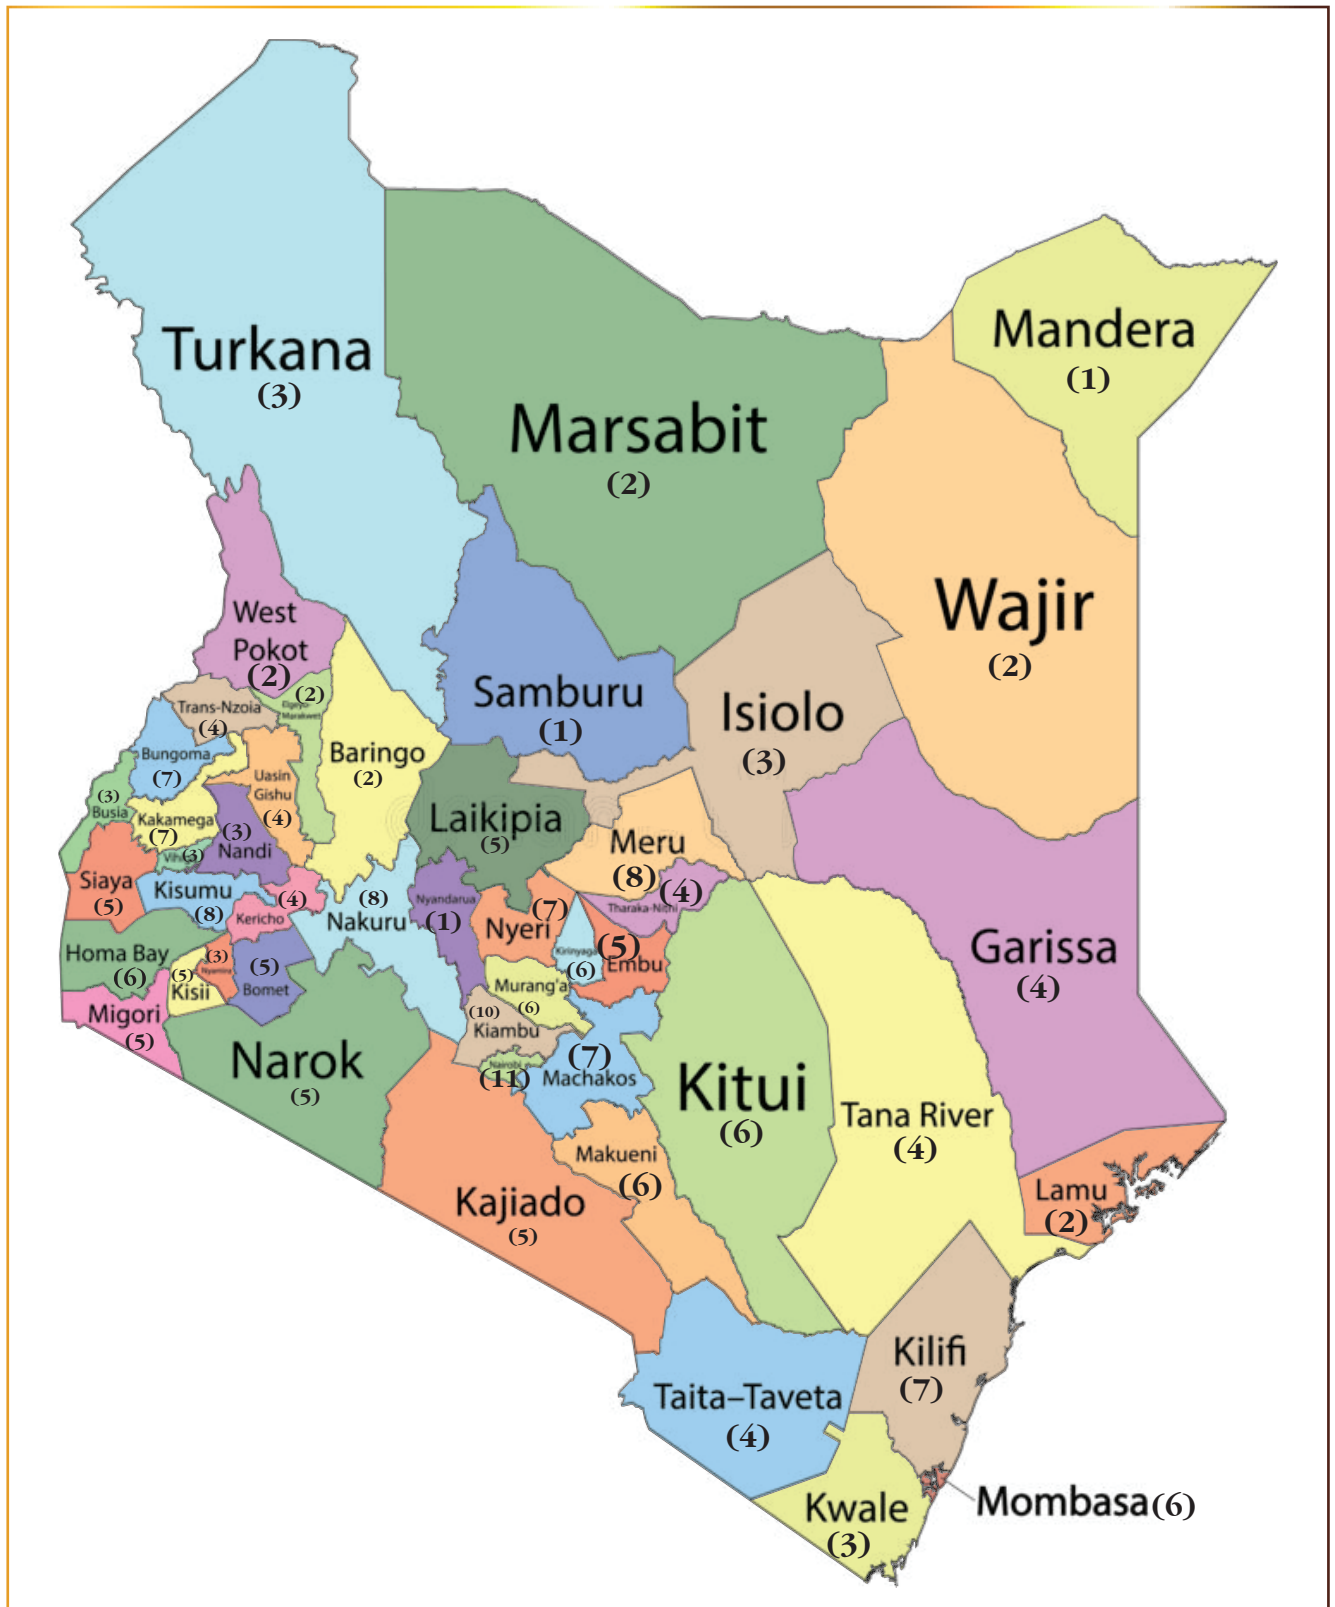 Turkana
(3)
Marsabit
(2)
Mandera
(1)
Wajir
(2)
West
Pokot
(2)
(2)
Elgeyo-
Marakwet
Trans-Nzoia
(4)
Samburu
(1)
Isiolo
(3)
Bungoma
(7)
Baringo
(2)
Uasin
Gishu
(4)
(3)
Busia
Kakamega
(7)
(3)
Nandi
Laikipia
(5)
Meru
(8)
(3)
Siaya
(5)
Kisumu
(8)
(4)
Kericho
(8)
Nakuru
Nyandarua
(1)
(7)
Nyeri
(4)
Tharaka-Nithi
(5)
Embu
Kirinyaga
(6)
Homa Bay
(6)
(5)
Kisii
(3)
Nyamira
(5)
Bomet
Garissa
(4)
Migori
(5)
Murang'a
(6)
(10)
Kiambu
Narok
(5)
Nairobi
(11)
(7)
Machakos
Kitui
(6)
Tana River
(4)
Makueni
(6)
Kajiado
(5)
Lamu
(2)
Kilifi
(7)
Taita–Taveta
(4)
Kwale
(3)
Mombasa(6)